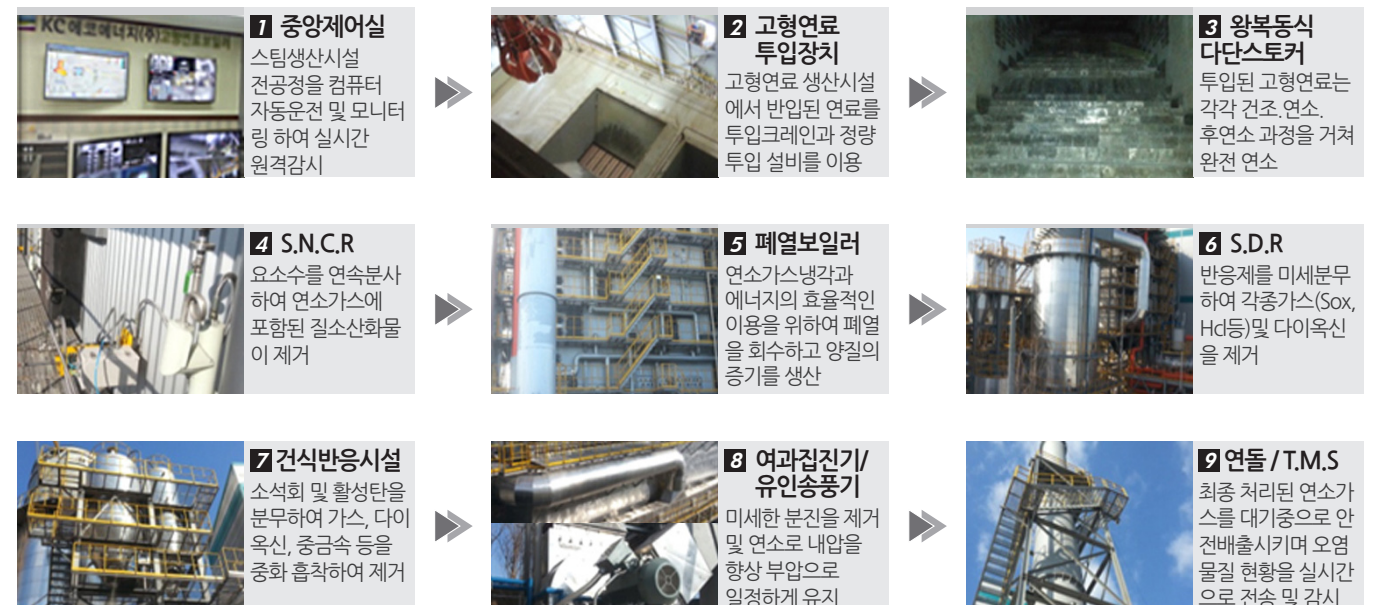 KC에코에너지(주)고형연료보일러
1 중앙제어실
스팀생산시설
전공정을 컴퓨터
자동운전 및 모니터
링 하여 실시간
원격감시
2 고형연료
투입장치
고형연료 생산시설
에서 반입된 연료를
투입크레인과 정량
투입 설비를 이용
3 왕복동식
다단스토커
투입된 고형연료는
각각 건조.연소.
후연소 과정을 거쳐
완전 연소
4 S.N.C.R
요소수를 연속분사
하여 연소가스에
포함된 질소산화물
이 제거
5 폐열보일러
연소가스냉각과
에너지의 효율적인
이용을 위하여 폐열
을 회수하고 양질의
증기를 생산
6 S.D.R
반응제를 미세분무
하여 각종가스(Sox,
Hcl등)및 다이옥신
을 제거
7 건식반응시설
소석회 및 활성탄을
분무하여 가스, 다이
옥신, 중금속 등을
중화 흡착하여 제거
8 여과집진기/
유인송풍기
미세한 분진을 제거
및 연소로 내압을
향상 부압으로
일정하게 유지
9 연돌 / T.M.S
최종 처리된 연소가
스를 대기중으로 안
전배출시키며 오염
물질 현황을 실시간
으로 전송 및 감시